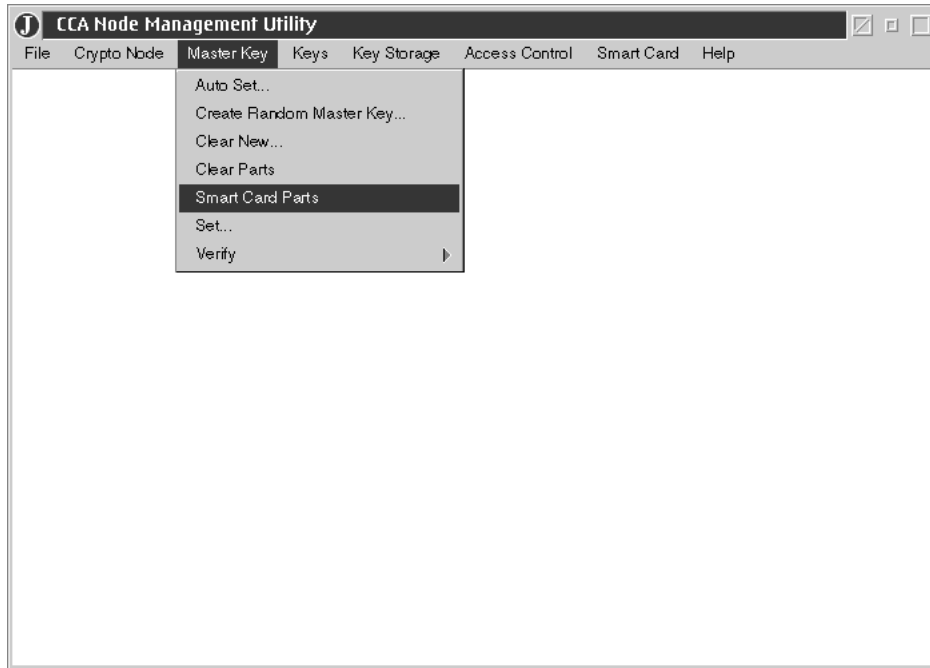 J CCA Node Management Utility
File Crypto Node Master Key Keys Key Storage Access Control Smart Card Help
Auto Set...
Create Random Master Key...
Clear New...
Clear Parts
Smart Card Parts
Set...
Verify